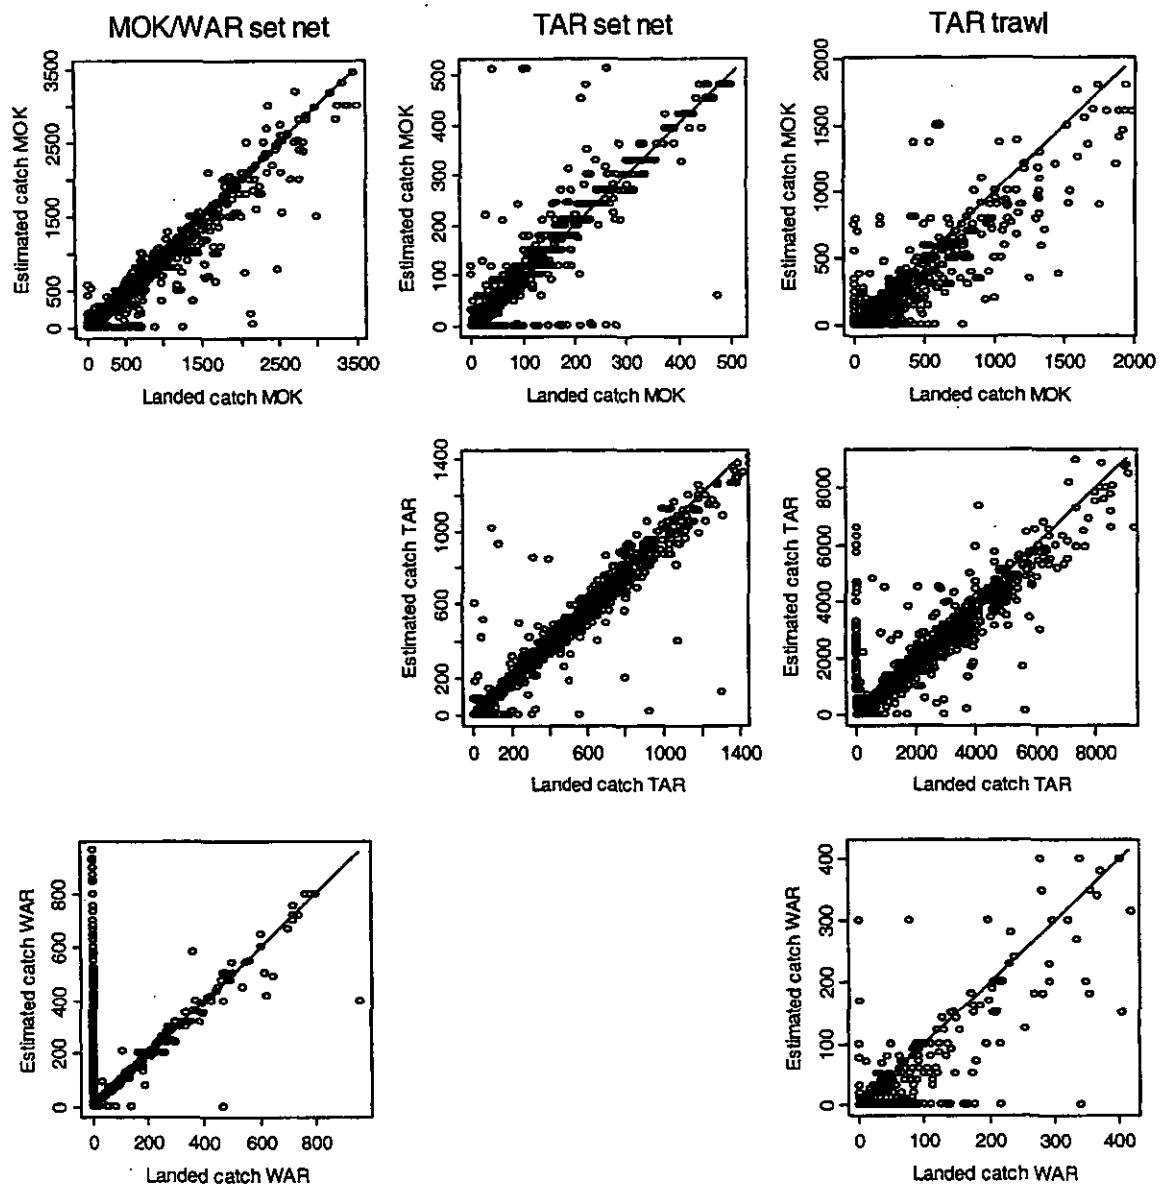 MOK/WAR set net
TAR set net
TAR trawl
Estimated catch MOK
0 500 1500 2500 3500
0 500 1500 2500 3500
Landed catch MOK
Estimated catch MOK
0 100 200 300 400 500
0 100 200 300 400 500
Landed catch MOK
Estimated catch MOK
0 500 1000 1500 2000
0 500 1000 1500 2000
Landed catch MOK
Estimated catch TAR
0 200 600 1000 1400
0 200 600 1000 1400
Landed catch TAR
Estimated catch TAR
0 2000 4000 6000 8000
0 2000 4000 6000 8000
Landed catch TAR
Estimated catch WAR
0 200 400 600 800
0 200 400 600 800
Landed catch WAR
Estimated catch WAR
0 100 200 300 400
0 100 200 300 400
Landed catch WAR